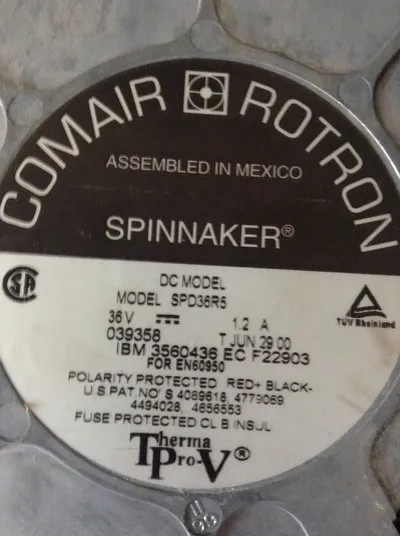 COMAIR ROTRON
ASSEMBLED IN MEXICO
SPINNAKER®
DC MODEL
MODEL SPD36R5
36 V 1.2 A
039358 T JUN 29 00
IBM 3560436 EC F22903
FOR EN60950
TUV Rheinland
POLARITY PROTECTED RED+ BLACK-
U S.PAT.NO' S 4089618, 4779069
4494028, 4656553
FUSE PROTECTED CL B INSUL
Therma
Pro-V®